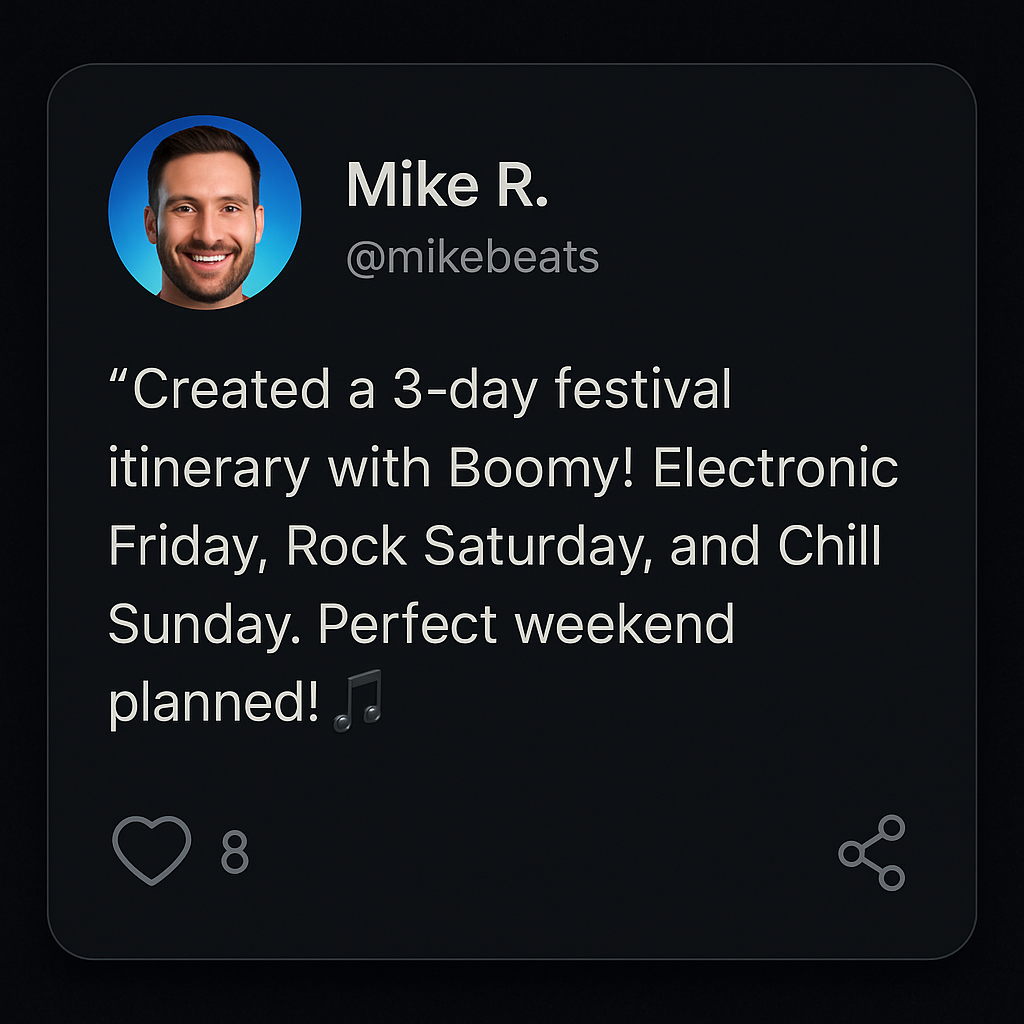 Mike R.
@mikebeats
“Created a 3-day festival
itinerary with Boomy! Electronic
Friday, Rock Saturday, and Chill
Sunday. Perfect weekend
planned! 🎵
8